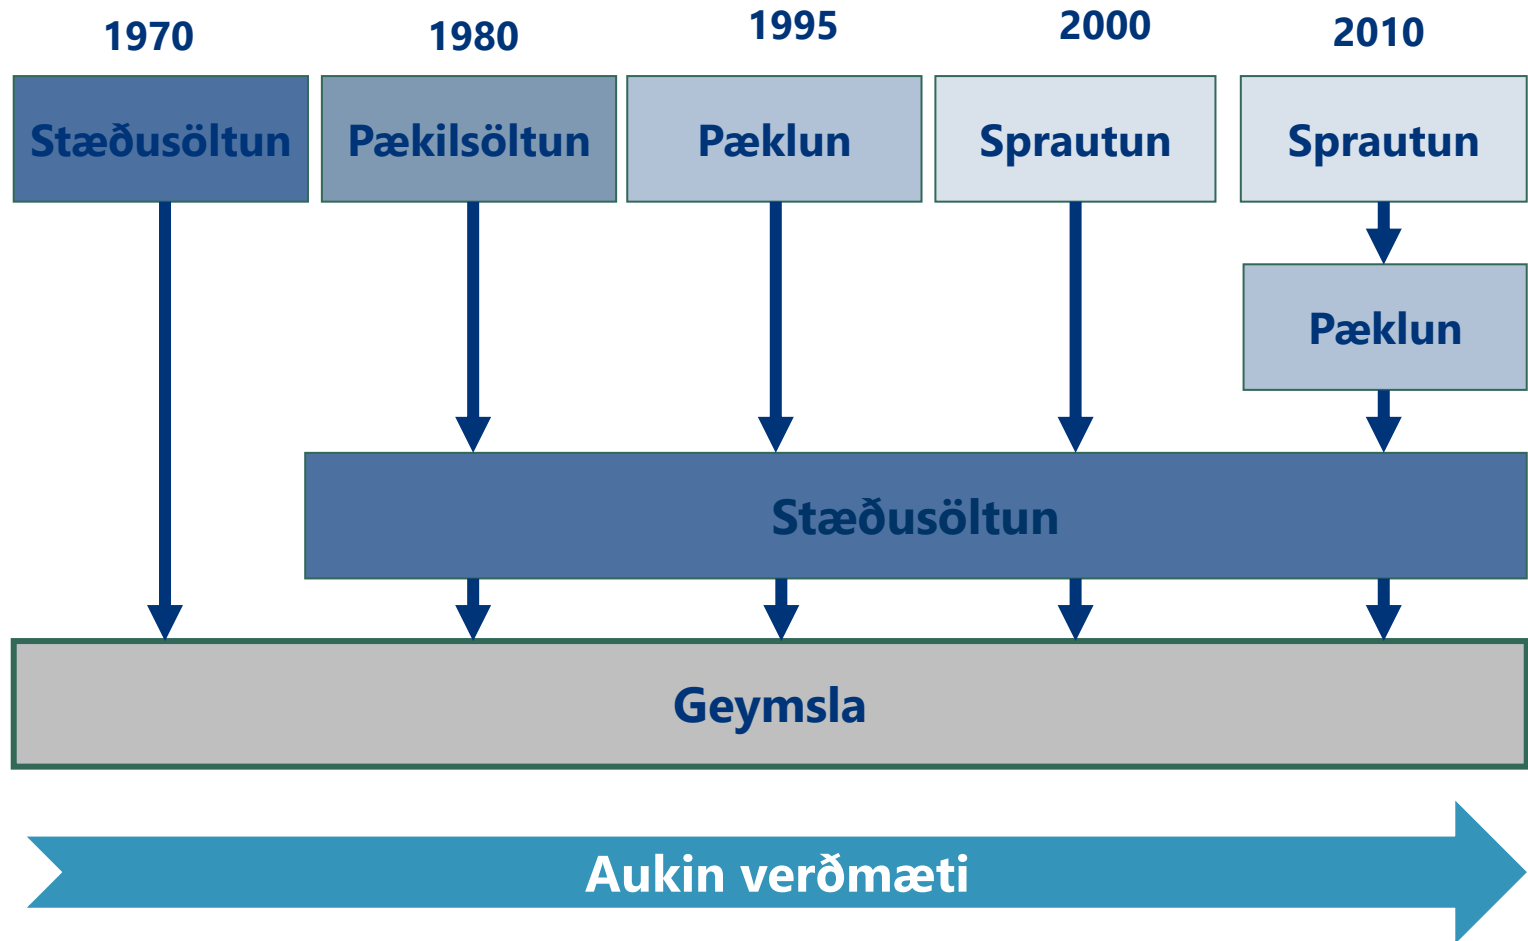 1970
1980
1995
2000
2010
Stæðusöltun
Pækilsöltun
Pæklun
Sprautun
Sprautun
Pæklun
Stæðusöltun
Geymsla
Aukin verðmæti